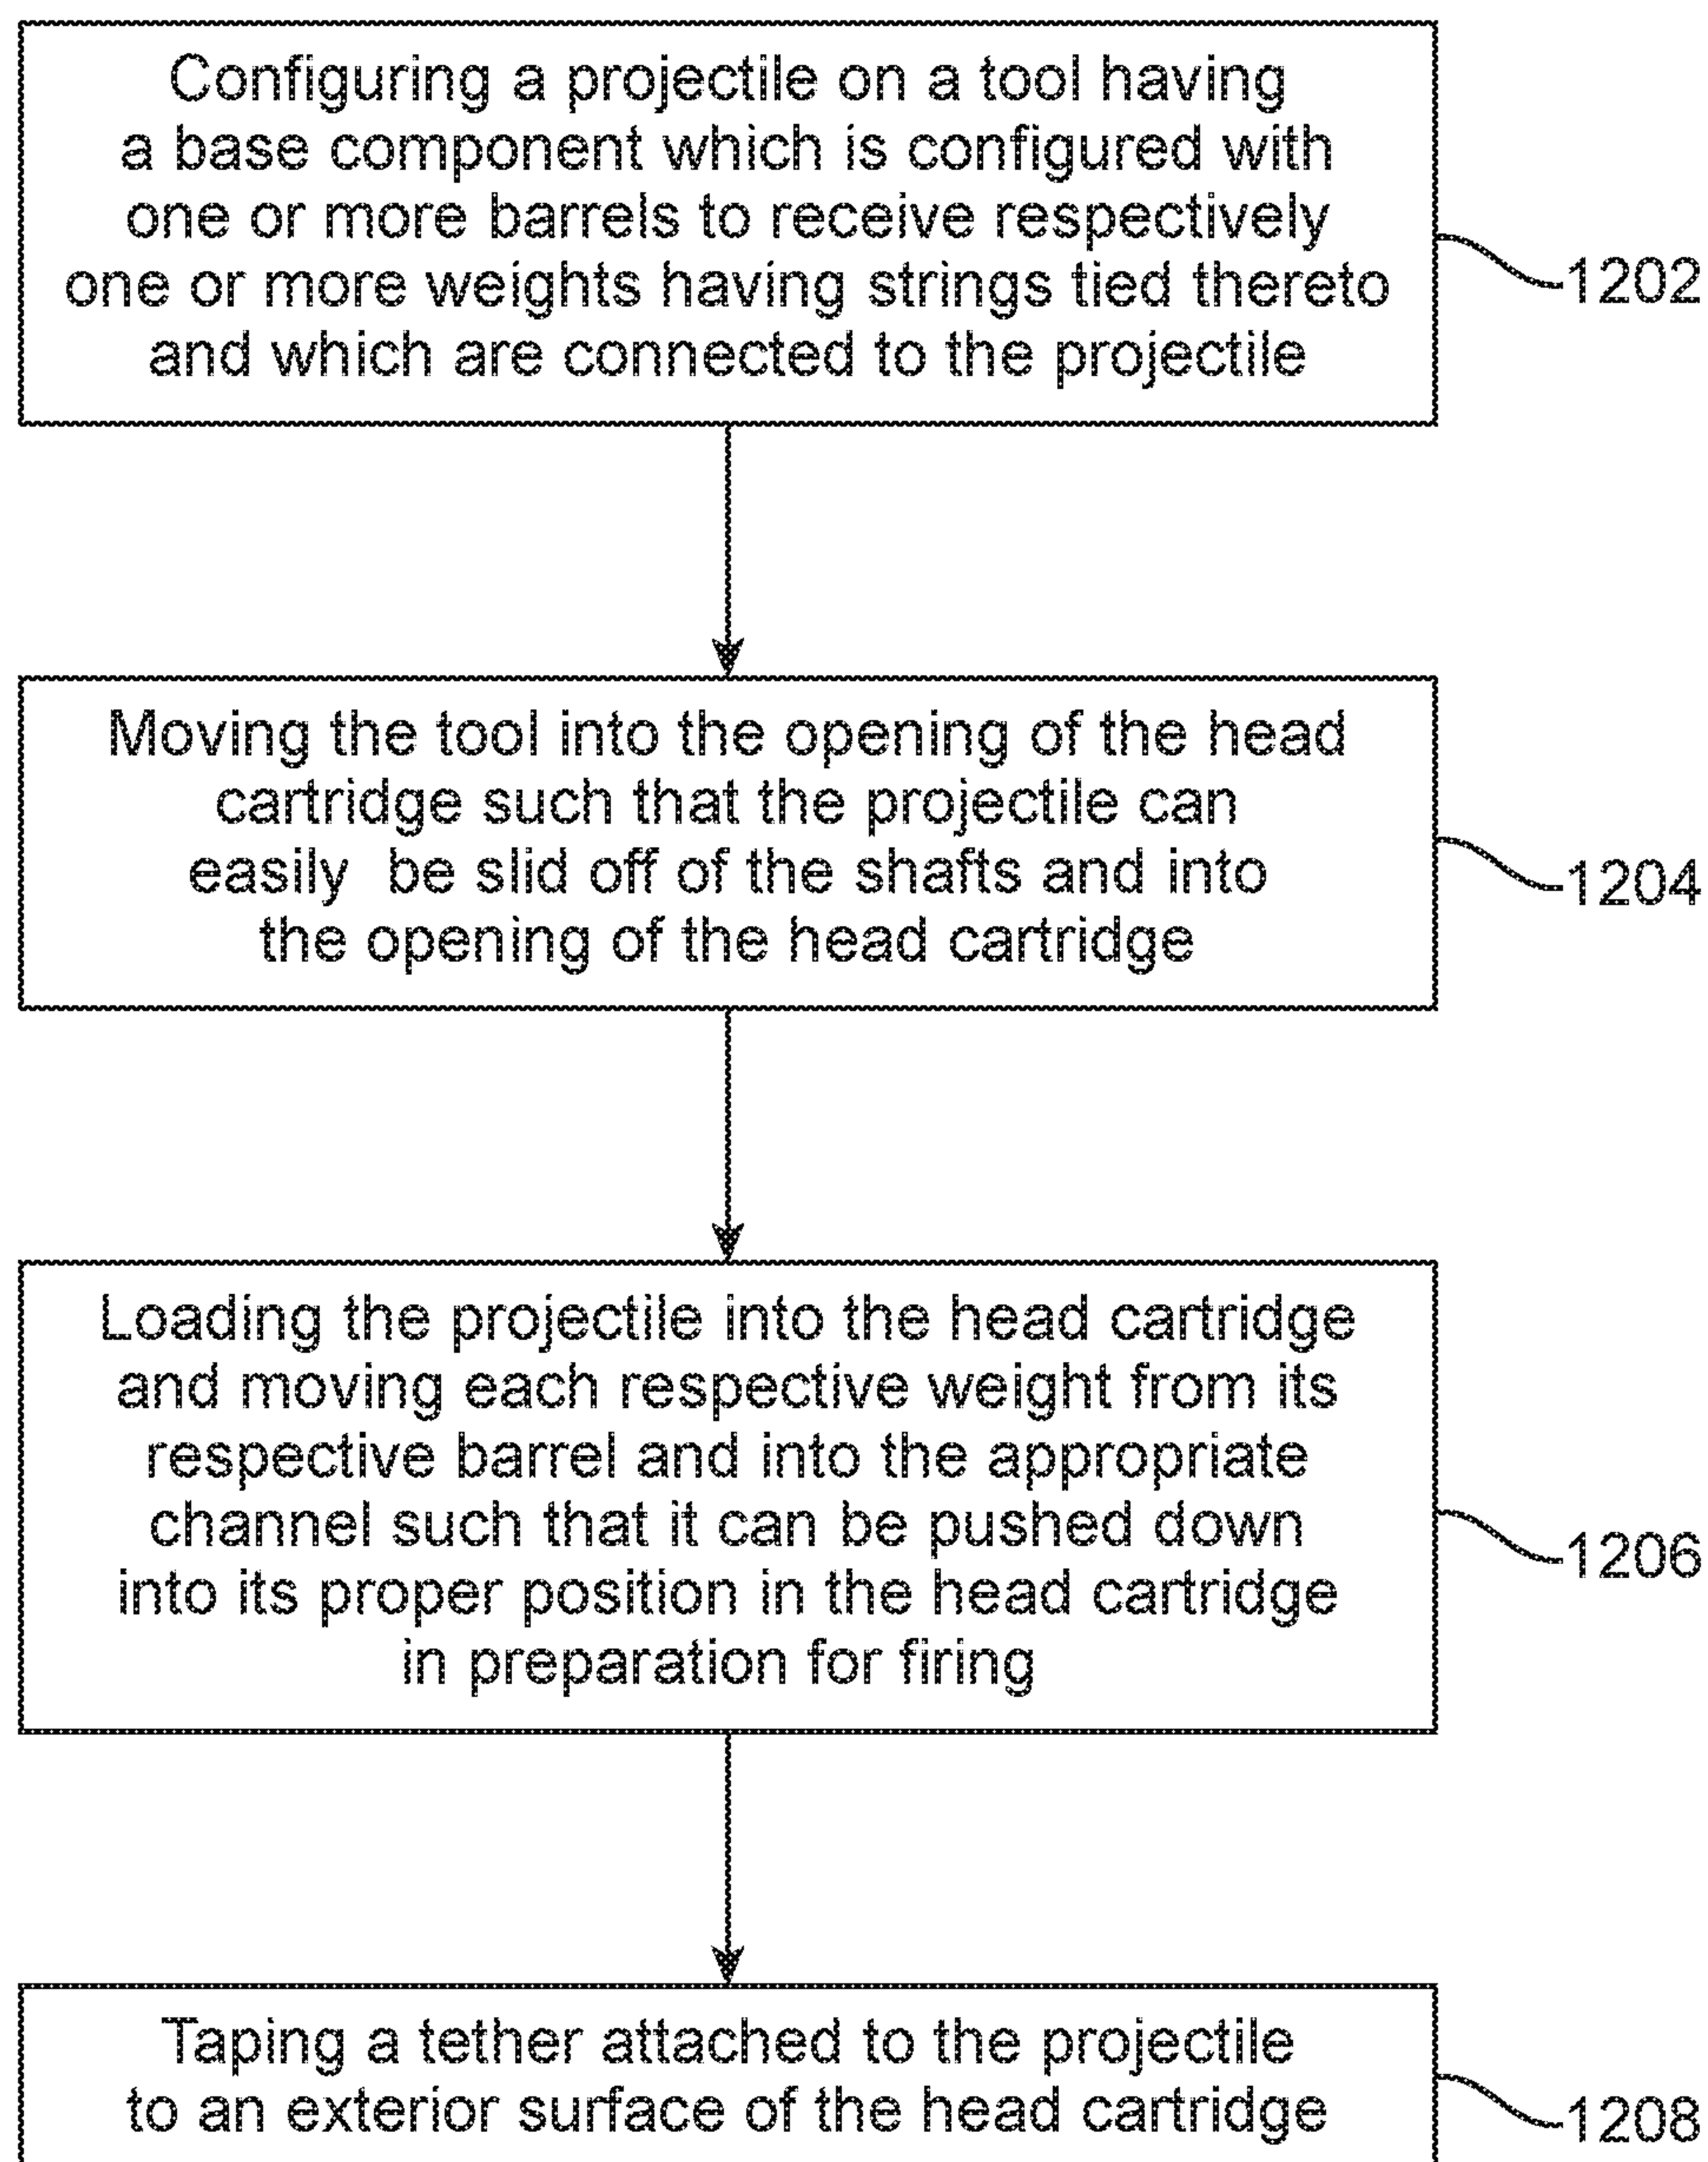 Configuring a projectile on a tool having
a base component which is configured with
one or more barrels to receive respectively
one or more weights having strings tied thereto
and which are connected to the projectile
1202
Moving the tool into the opening of the head
cartridge such that the projectile can
easily be slid off of the shafts and into
the opening of the head cartridge
1204
Loading the projectile into the head cartridge
and moving each respective weight from its
respective barrel and into the appropriate
channel such that it can be pushed down
into its proper position in the head cartridge
in preparation for firing
1206
Taping a tether attached to the projectile
to an exterior surface of the head cartridge
1208